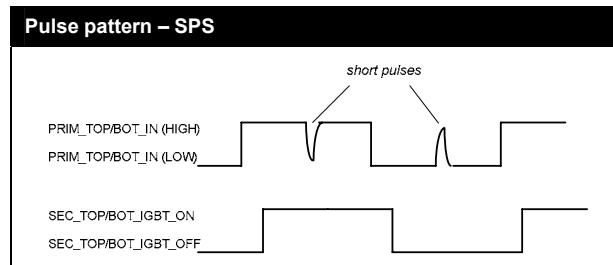 Pulse pattern – SPS
short pulses
PRIM_TOP/BOT_IN (HIGH)
PRIM_TOP/BOT_IN (LOW)
SEC_TOP/BOT_IGBT_ON
SEC_TOP/BOT_IGBT_OFF